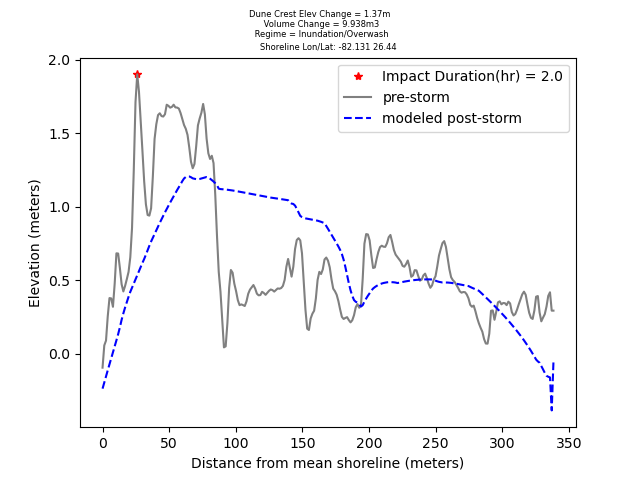 Dune Crest Elev Change = 1.37m
Volume Change = 9.938m3
Regime = Inundation/Overwash
Shoreline Lon/Lat: -82.131 26.44
Impact Duration(hr) = 2.0
pre-storm
modeled post-storm
Elevation (meters)
2.0
1.5
1.0
0.5
0.0
0 50 100 150 200 250 300 350
Distance from mean shoreline (meters)